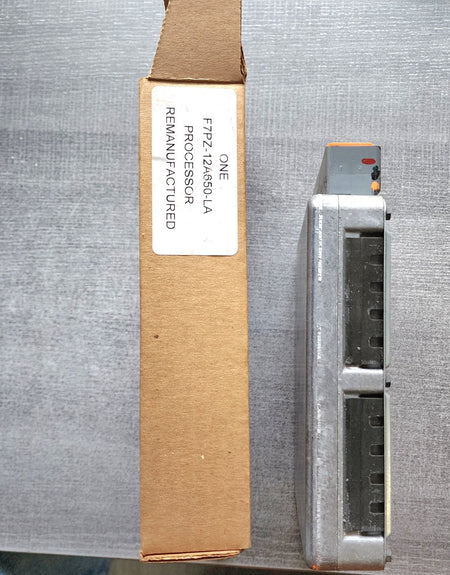 ONE
F7PZ-12A650-LA
PROCESSOR
REMANUFACTURED